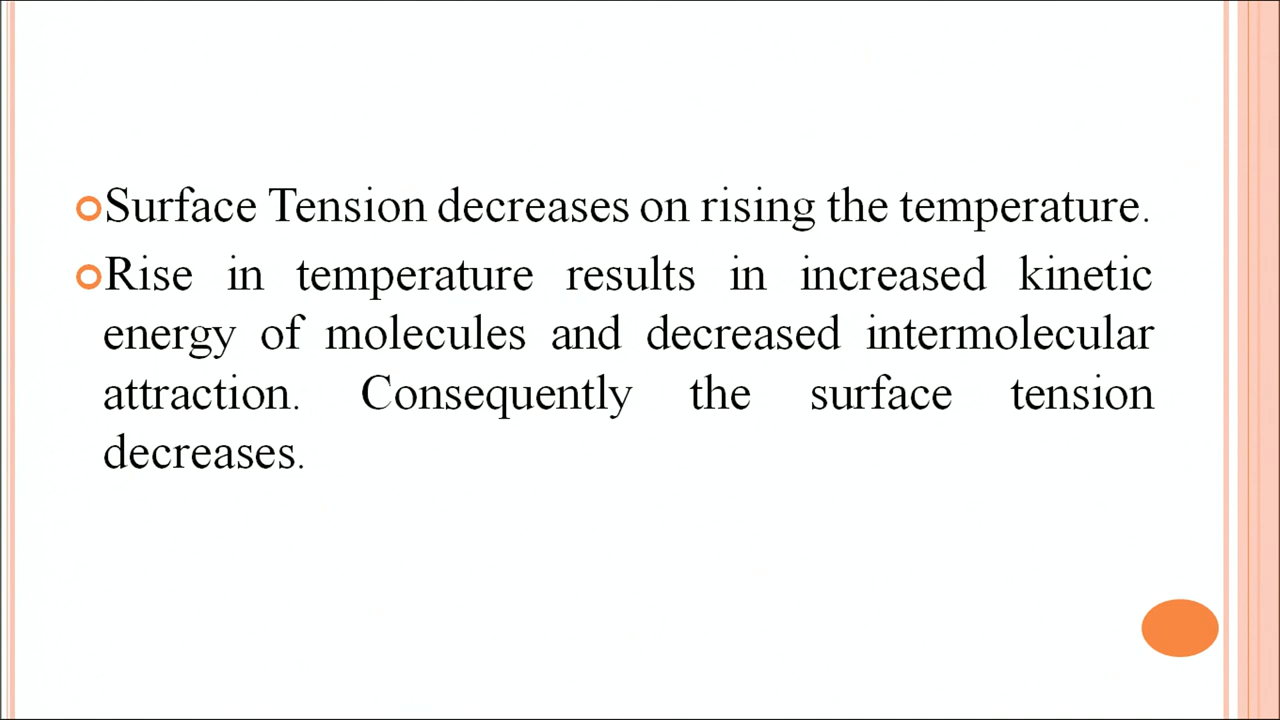 Surface Tension decreases on rising the temperature.
Rise in temperature results in increased kinetic
energy of molecules and decreased intermolecular
attraction. Consequently the surface tension
decreases.